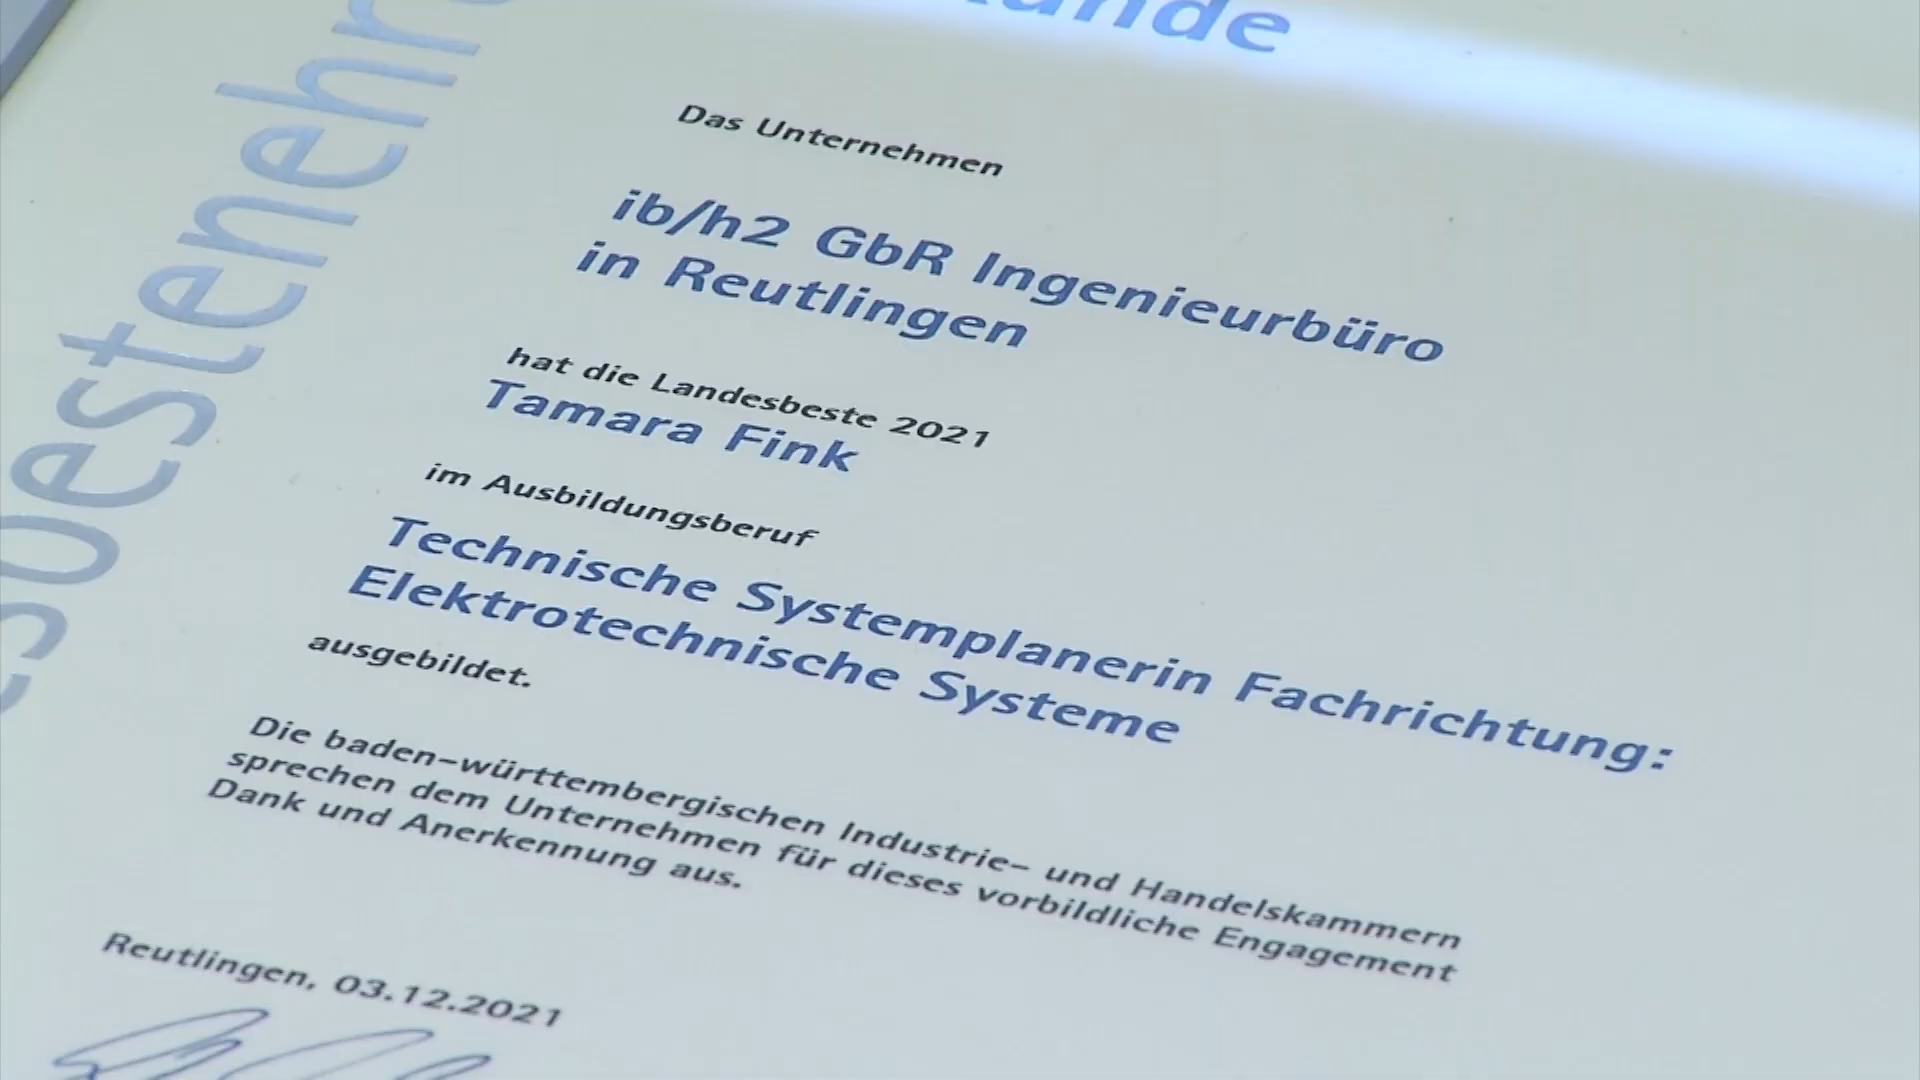 Das Unternehmen
ib/h2 GbR Ingenieurbüro
in Reutlingen
hat die Landesbeste 2021
Tamara Fink
im Ausbildungsberuf
Technische Systemplanerin Fachrichtung:
Elektrotechnische Systeme
ausgebildet.
Die baden-württembergischen Industrie- und Handelskammern
sprechen dem Unternehmen für dieses vorbildliche Engagement
Dank und Anerkennung aus.
Reutlingen, 03.12.2021